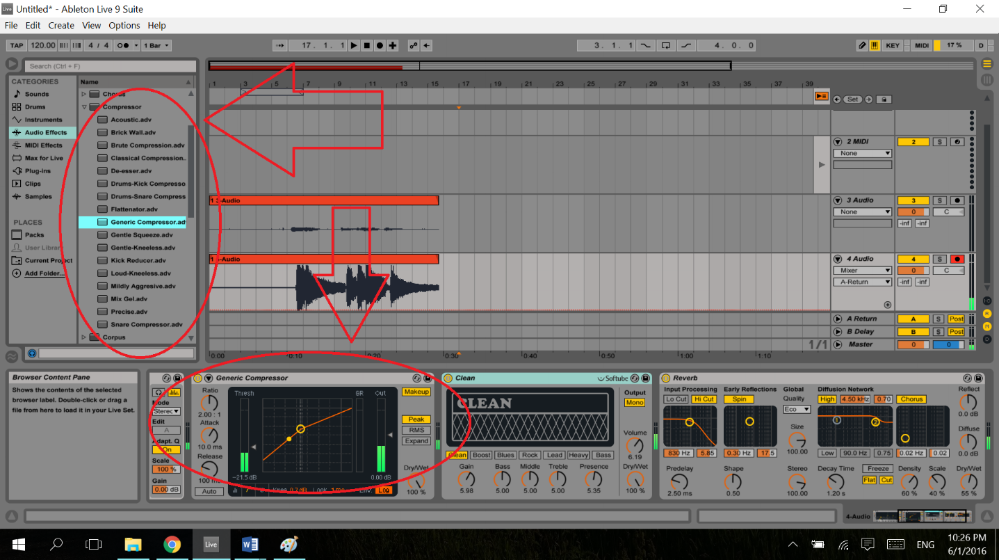 Untitled* - Ableton Live 9 Suite
File Edit Create View Options Help
TAP 120.00 4 / 4 1 Bar 17. 1. 1 3. 1. 1 4. 0. 0 KEY MIDI 17 % D
Search (Ctrl + F)
CATEGORIES
Sounds
Drums
Instruments
Audio Effects
MIDI Effects
Max for Live
Plug-ins
Clips
Samples
PLACES
Packs
User Library
Current Project
Add Folder...
Name
Chorus
Compressor
Acoustic.adv
Brick Wall.adv
Brute Compression.adv
Classical Compression..
De-esser.adv
Drums-Kick Compresso
Drums-Snare Compress
Flattenator.adv
Generic Compressor.adv
Gentle Squeeze.adv
Gentle-Kneeless.adv
Kick Reducer.adv
Loud-Kneeless.adv
Mildly Aggresive.adv
Mix Gel.adv
Precise.adv
Snare Compressor.adv
Corpus
1 3 5 7 9 11 13 15 17 19 21 23 25 27 29 31 33 35 37 39
Set
2 MIDI 2 S
None
3-Audio
3 Audio 3 S
None 0 C
-inf -inf
4 Audio 4 S
Mixer 0 C
A-Return -inf -inf
A Return A S Post
B Delay B S Post
1/1 Master 0 0
0:00 0:10 0:20 0:30 0:40 0:50 1:00 1:10
Browser Content Pane
Shows the contents of the selected
browser label. Double-click or drag a
file from here to load it in your Live Set.
Mode
Stereo
Edit
A
Adapt. Q
On
Scale
100 %
Gain
0.00 dB
Generic Compressor
Ratio
2.00 : 1
Attack
10.0 ms
Release
100 ms
Auto
Thresh GR Out
-21.5 dB 0.00 dB
Knee 0.7 dB Look. 1 ms Env. Log
Makeup
Peak
RMS
Expand
Dry/Wet
100 %
Clean Softube
CLEAN
Clean Boost Blues Rock Lead Heavy Bass
Gain Bass Middle Treble Presence
5.98 5.00 5.00 5.00 5.35
Output
Mono
Volume
6.19
Dry/Wet
100 %
Reverb
Input Processing Early Reflections Global Diffusion Network Reflect
Lo Cut Hi Cut Spin Quality High 4.50 kHz 0.70 Chorus
Eco
0.0 dB
Size
100.00
Diffuse
0.0 dB
830 Hz 5.85 0.30 Hz 17.5 Low 90.0 Hz 0.75 0.02 Hz 0.02
Predelay Shape Stereo Decay Time Freeze Density Scale Dry/Wet
Flat Cut
2.50 ms 0.50 100.00 1.20 s 60 % 40 % 55 %
4-Audio
Live
ENG
10:26 PM
6/1/2016